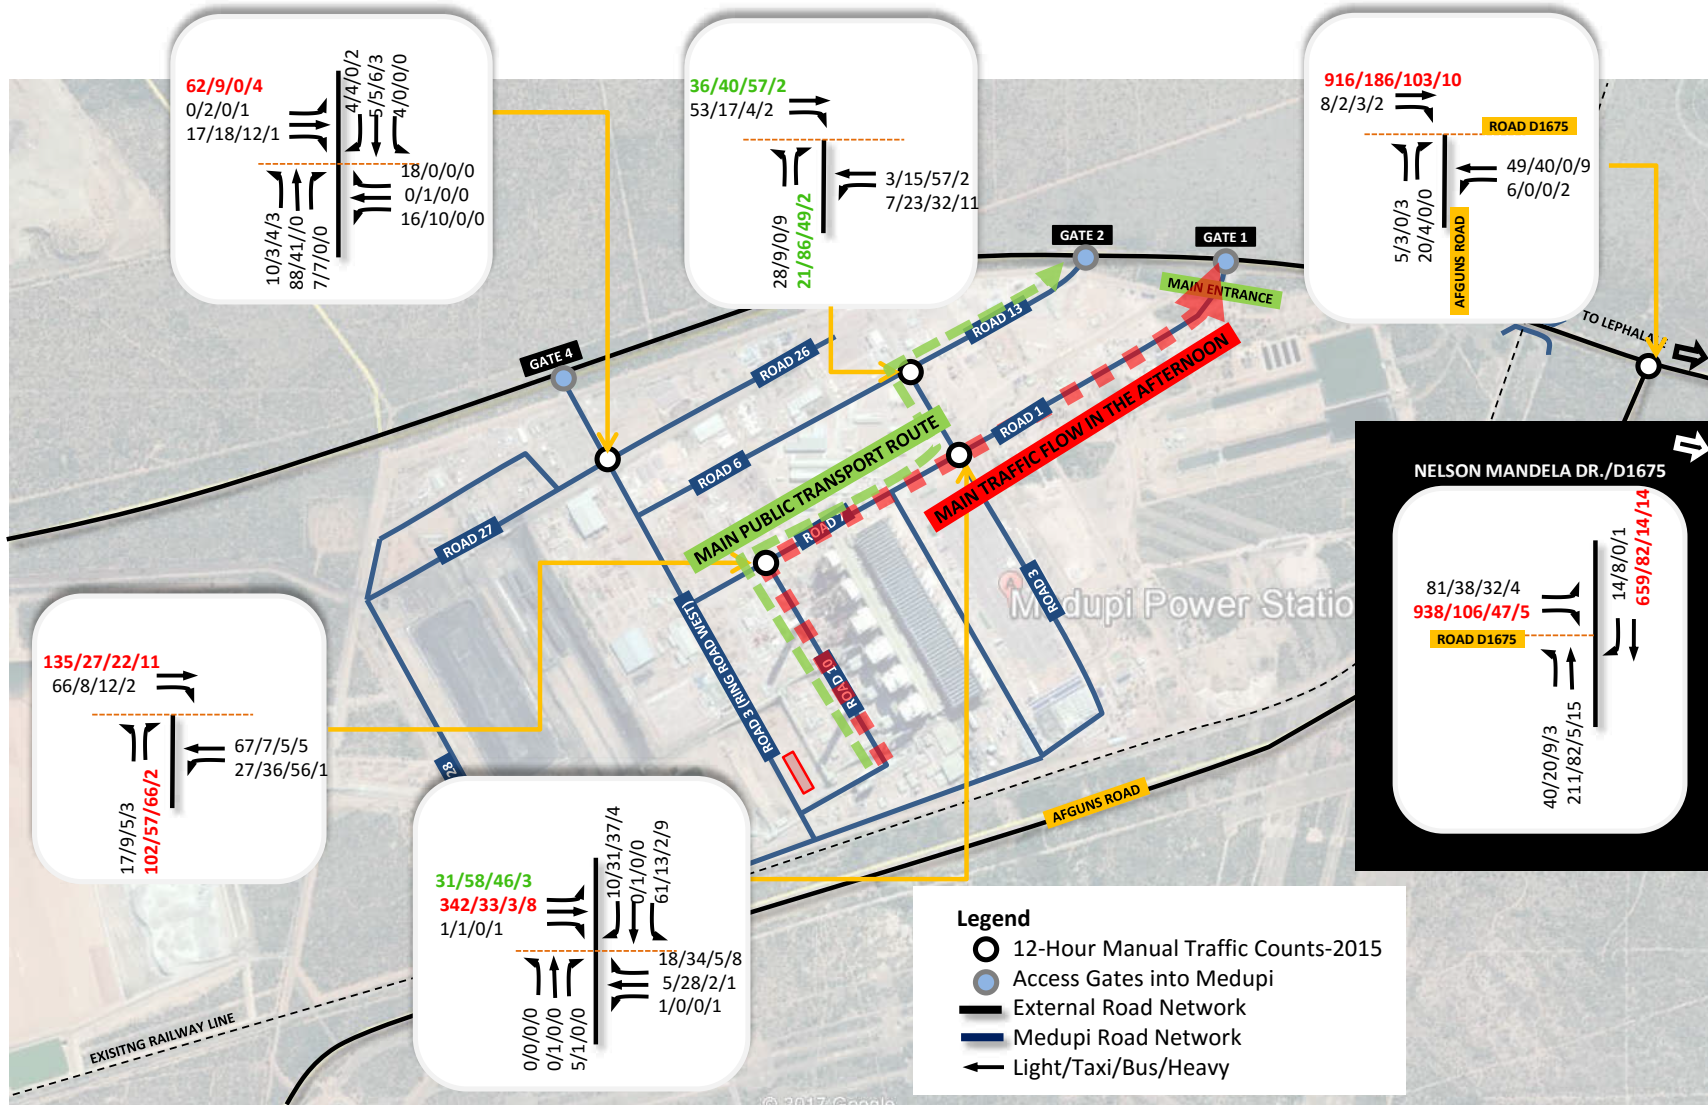 62/9/0/4
0/2/0/1
17/18/12/1
4/4/0/2
5/5/6/3
4/0/0/0
18/0/0/0
0/1/0/0
16/10/0/0
10/3/4/3
88/41/0
7/7/0/0
36/40/57/2
53/17/4/2
3/15/57/2
7/23/32/11
28/9/0/9
21/86/49/2
916/186/103/10
8/2/3/2
ROAD D1675
49/40/0/9
6/0/0/2
5/3/0/3
20/4/0/0
AFGUNS ROAD
GATE 2
GATE 1
MAIN ENTRANCE
TO LEPHALA
GATE 4
ROAD 13
ROAD 26
ROAD 1
ROAD 6
ROAD 27
MAIN PUBLIC TRANSPORT ROUTE
MAIN TRAFFIC FLOW IN THE AFTERNOON
ROAD 7
ROAD 3
Medupi Power Statio
ROAD 3 (RING ROAD WEST)
ROAD 10
28
AFGUNS ROAD
EXISITNG RAILWAY LINE
NELSON MANDELA DR./D1675
81/38/32/4
938/106/47/5
ROAD D1675
14/8/0/1
659/82/14/14
40/20/9/3
211/82/5/15
135/27/22/11
66/8/12/2
67/7/5/5
27/36/56/1
17/9/5/3
102/57/66/2
31/58/46/3
342/33/3/8
1/1/0/1
10/31/37/4
0/1/0/0
61/13/2/9
18/34/5/8
5/28/2/1
1/0/0/1
0/0/0/0
0/1/0/0
5/1/0/0
Legend
12-Hour Manual Traffic Counts-2015
Access Gates into Medupi
External Road Network
Medupi Road Network
Light/Taxi/Bus/Heavy
© 2017 Google